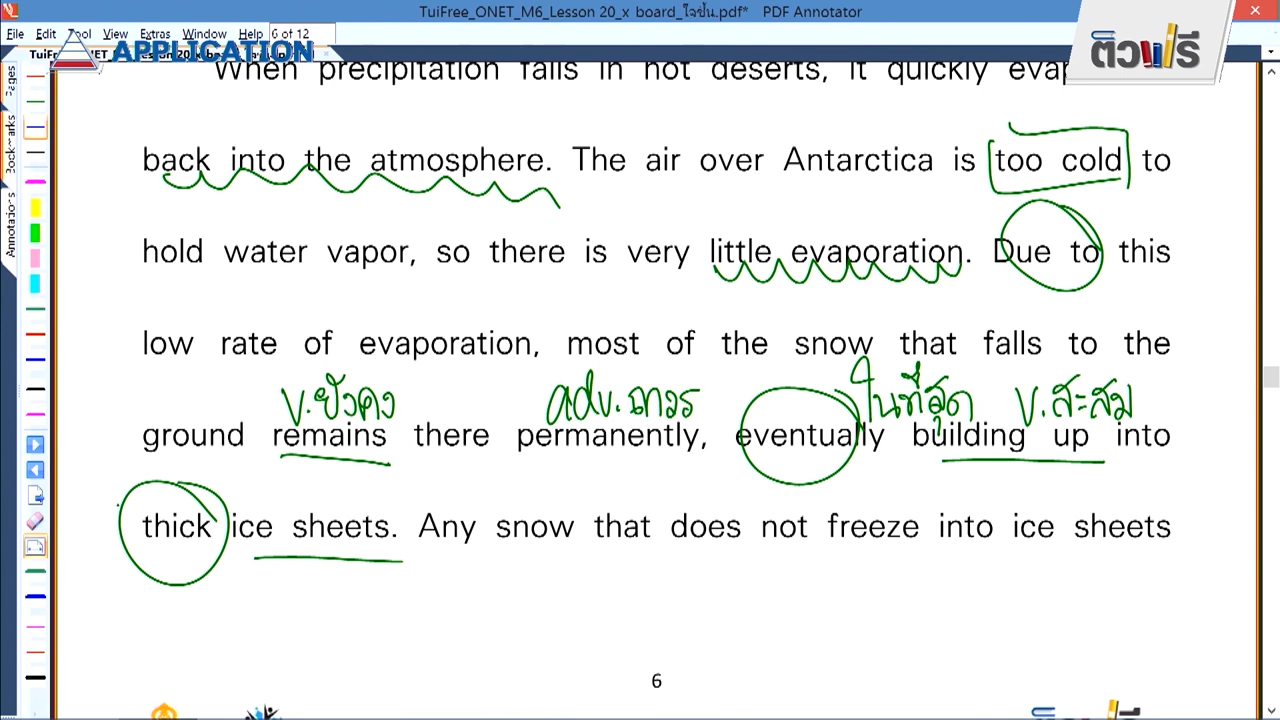 TuiFree_ONET_M6_Lesson 20_x board_ใจชื้น.pdf* PDF Annotator
File Edit Tool View Extras Window Help 6 of 12
APPLICATION
ติวฟรี
Pages
Bookmarks
Annotations
When precipitation falls in hot deserts, it quickly
back into the atmosphere. The air over Antarctica is too cold to
hold water vapor, so there is very little evaporation. Due to this
low rate of evaporation, most of the snow that falls to the
v.ยังคง adv.ถาวร ในที่สุด v.สะสม
ground remains there permanently, eventually building up into
thick ice sheets. Any snow that does not freeze into ice sheets
6